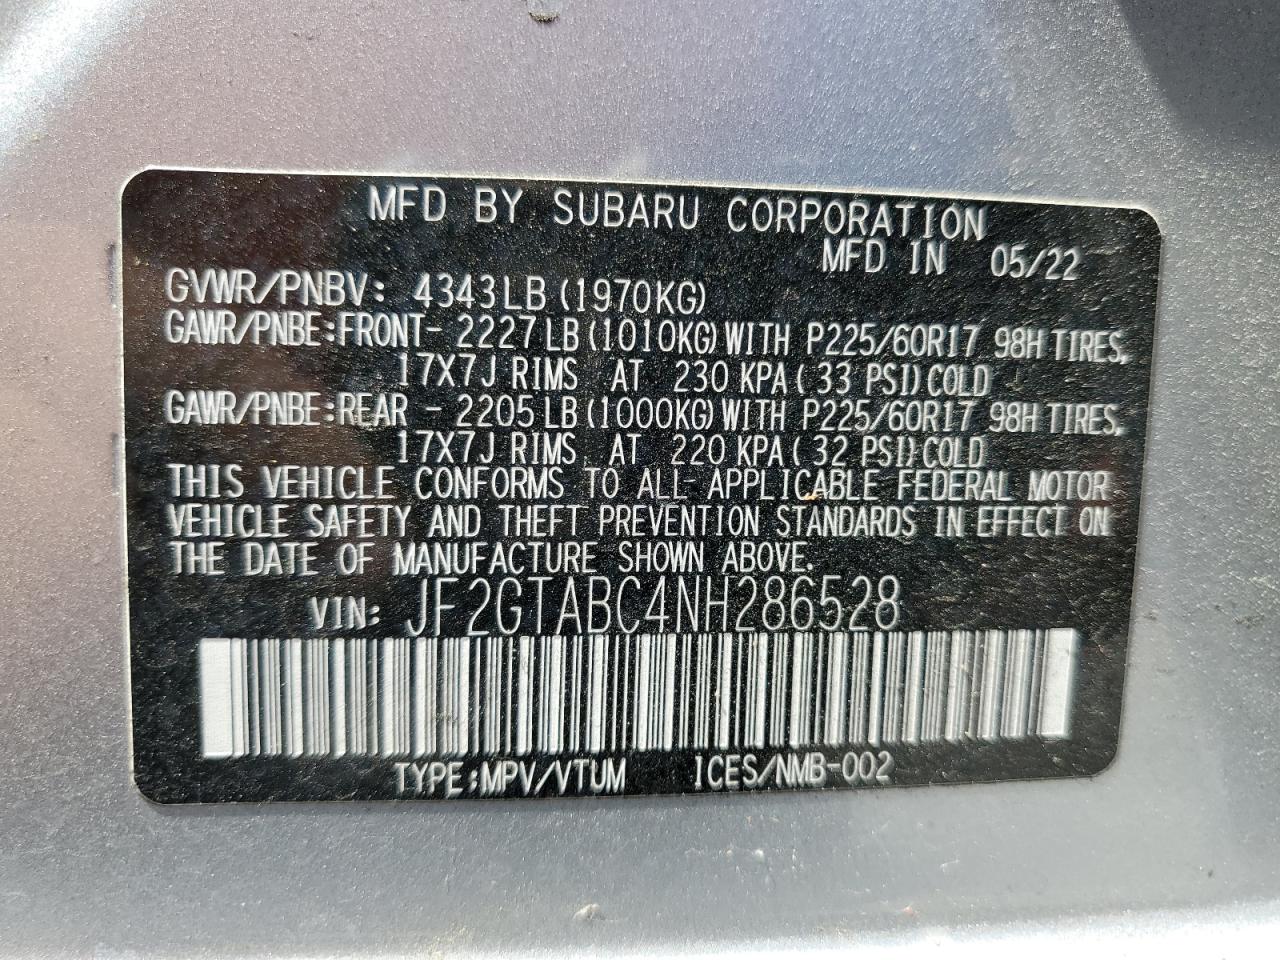 MFD BY SUBARU CORPORATION
MFD IN 05/22
GVWR/PNBV: 4343LB(1970KG)
GAWR/PNBE:FRONT- 2227LB(1010KG)WITH P225/60R17 98H TIRES,
17X7J RIMS AT 230 KPA( 33 PSI)COLD
GAWR/PNBE:REAR - 2205LB(1000KG)WITH P225/60R17 98H TIRES,
17X7J RIMS AT 220 KPA( 32 PSI)COLD
THIS VEHICLE CONFORMS TO ALL APPLICABLE FEDERAL MOTOR
VEHICLE SAFETY AND THEFT PREVENTION STANDARDS IN EFFECT ON
THE DATE OF MANUFACTURE SHOWN ABOVE.
VIN: JF2GTABC4NH286528
TYPE:MPV/VTUM ICES/NMB-002